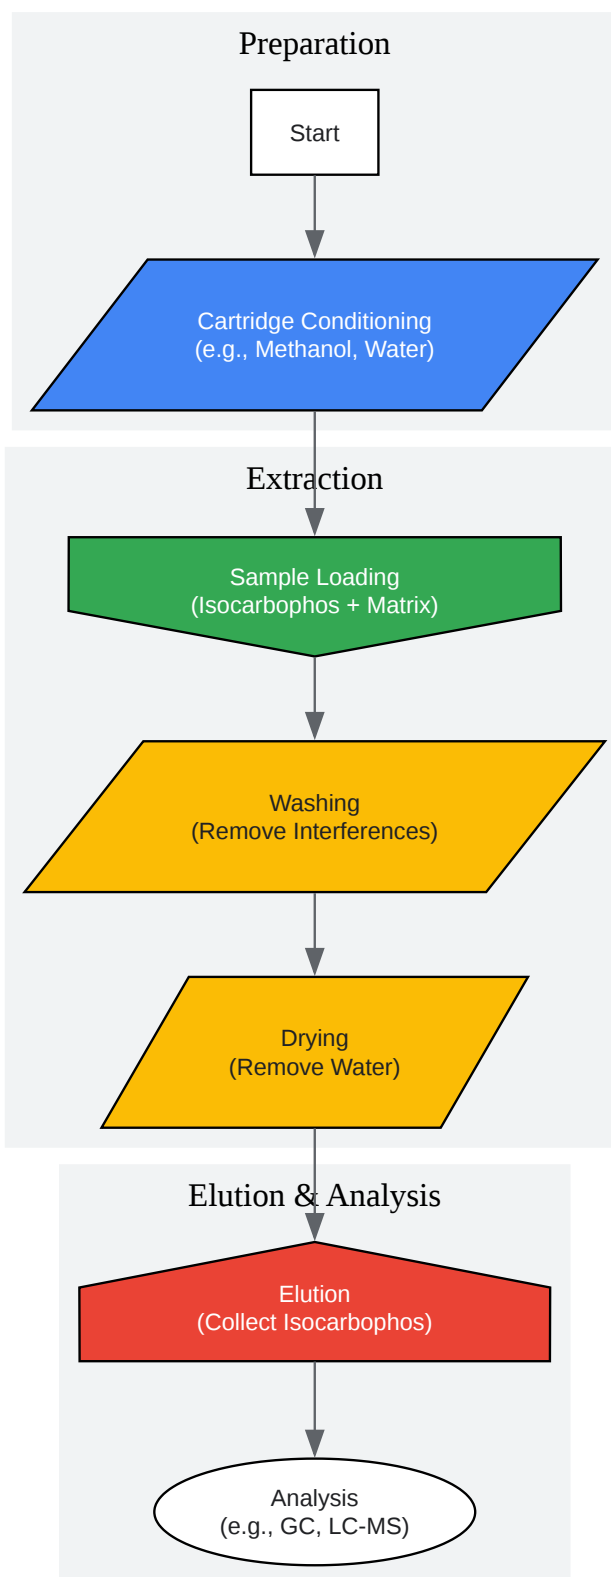 Preparation
Start
Cartridge Conditioning
(e.g., Methanol, Water)
Extraction
Sample Loading
(Isocarbophos + Matrix)
Washing
(Remove Interferences)
Drying
(Remove Water)
Elution & Analysis
Elution
(Collect Isocarbophos)
Analysis
(e.g., GC, LC-MS)